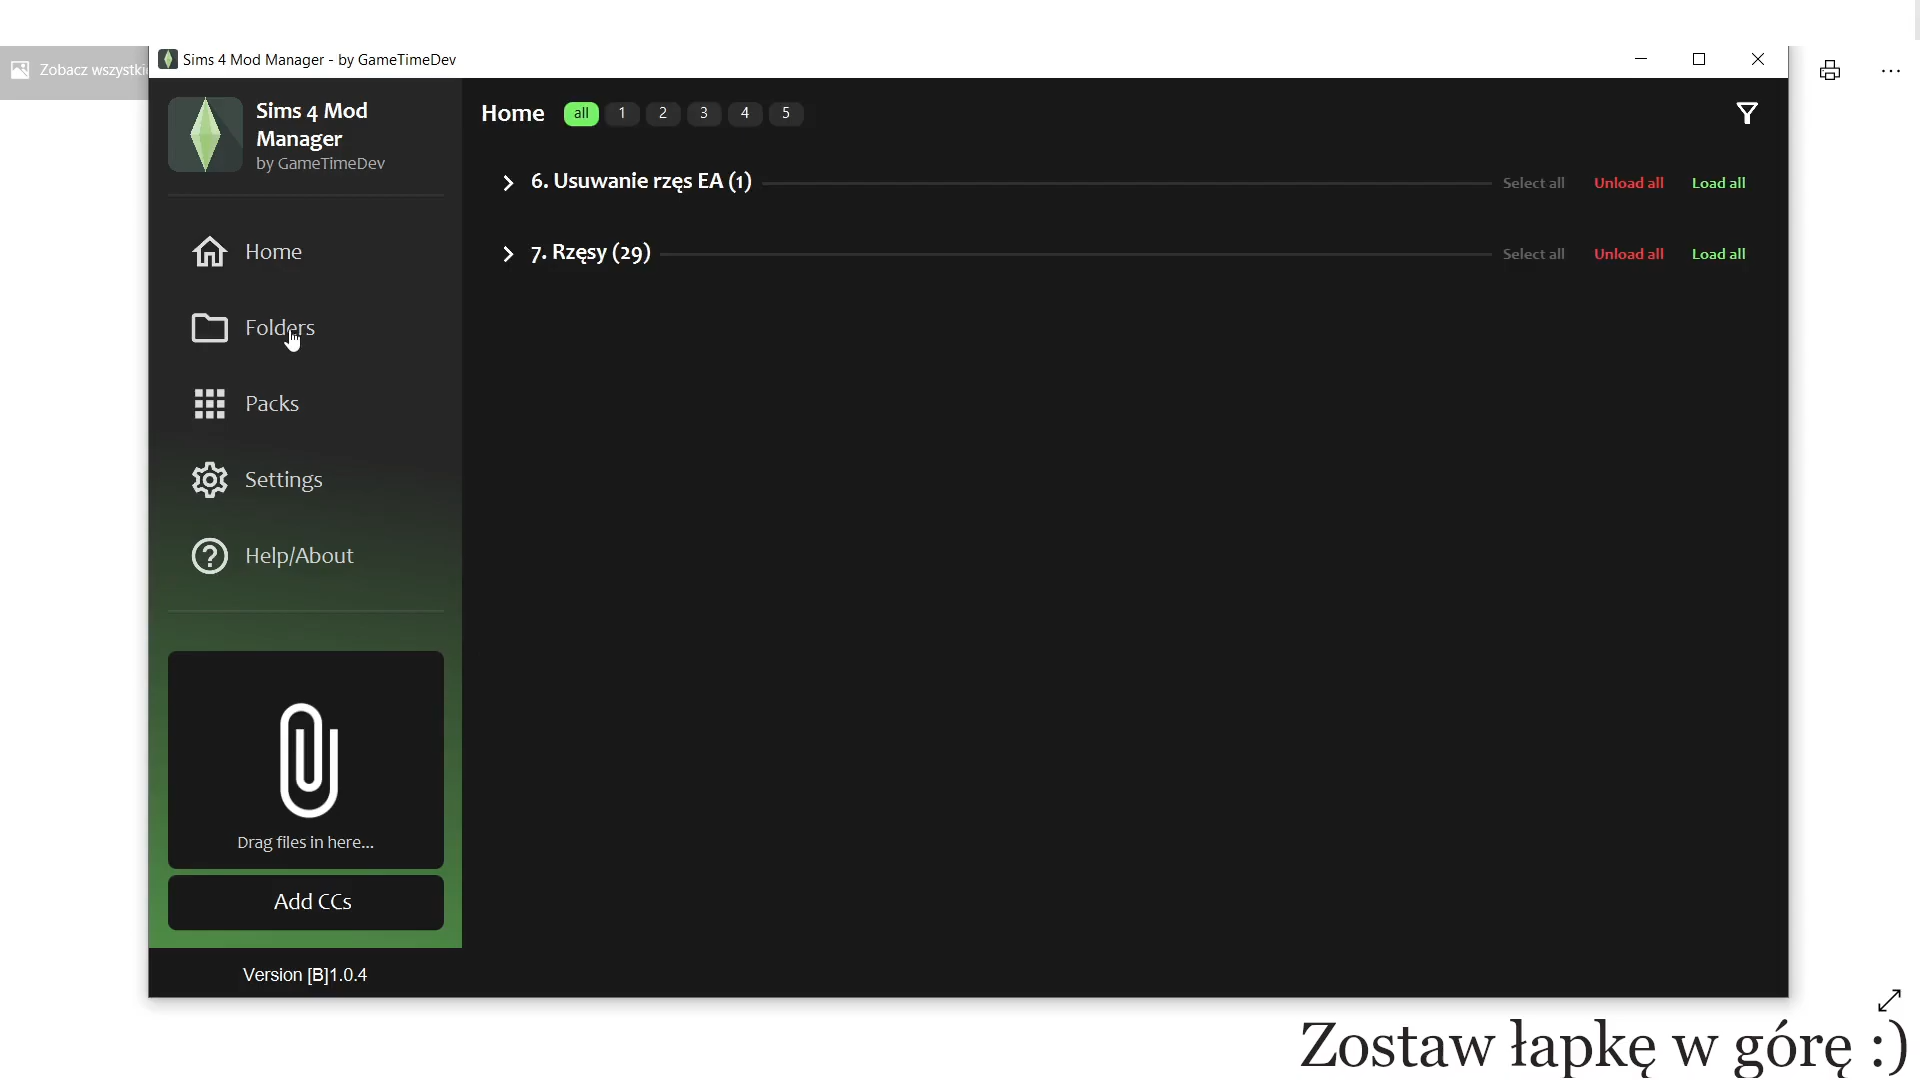 Zobacz wszystki
Sims 4 Mod Manager - by GameTimeDev
Sims 4 Mod
Manager
by GameTimeDev
Home
Folders
Packs
Settings
Help/About
Drag files in here...
Add CCs
Version [B]1.0.4
Home all 1 2 3 4 5
6. Usuwanie rzęs EA (1) Select all Unload all Load all
7. Rzęsy (29) Select all Unload all Load all
Zostaw łapkę w górę :)